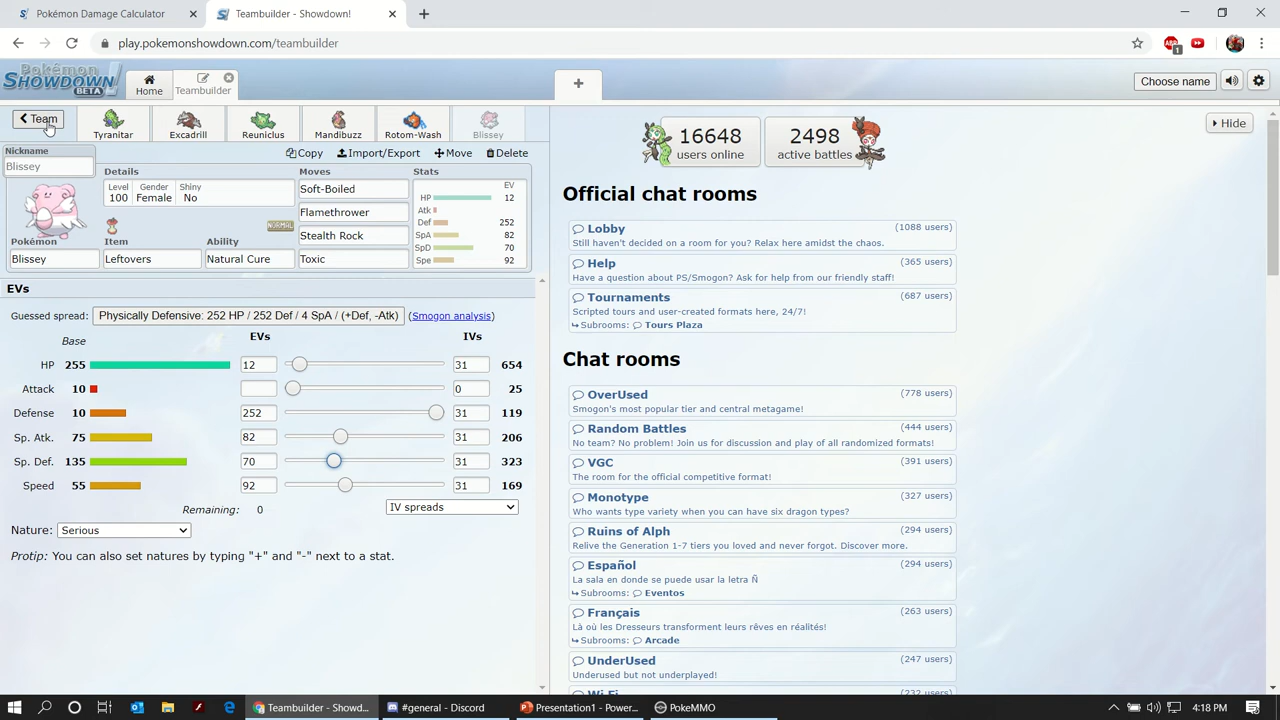 Pokémon Damage Calculator
Teambuilder - Showdown!
play.pokemonshowdown.com/teambuilder
ABP
1
Pokémon
SHOWDOWN
BETA
Home
Teambuilder
Choose name
Team
Tyranitar
Excadrill
Reuniclus
Mandibuzz
Rotom-Wash
Blissey
Copy
Import/Export
Move
Delete
Nickname
Blissey
Details
Level
100
Gender
Female
Shiny
No
NORMAL
Pokémon
Blissey
Item
Leftovers
Ability
Natural Cure
Moves
Soft-Boiled
Flamethrower
Stealth Rock
Toxic
Stats
EV
HP 12
Atk
Def 252
SpA 82
SpD 70
Spe 92
EVs
Guessed spread: Physically Defensive: 252 HP / 252 Def / 4 SpA / (+Def, -Atk) (Smogon analysis)
Base EVs IVs
HP 255 12 31 654
Attack 10 0 25
Defense 10 252 31 119
Sp. Atk. 75 82 31 206
Sp. Def. 135 70 31 323
Speed 55 92 31 169
Remaining: 0
IV spreads
Nature: Serious
Protip: You can also set natures by typing "+" and "-" next to a stat.
16648
users online
2498
active battles
Hide
Official chat rooms
Lobby (1088 users)
Still haven't decided on a room for you? Relax here amidst the chaos.
Help (365 users)
Have a question about PS/Smogon? Ask for help from our friendly staff!
Tournaments (687 users)
Scripted tours and user-created formats here, 24/7!
Subrooms: Tours Plaza
Chat rooms
OverUsed (778 users)
Smogon's most popular tier and central metagame!
Random Battles (444 users)
No team? No problem! Join us for discussion and play of all randomized formats!
VGC (391 users)
The room for the official competitive format!
Monotype (327 users)
Who wants type variety when you can have six dragon types?
Ruins of Alph (294 users)
Relive the Generation 1-7 tiers you loved and never forgot. Discover more.
Español (294 users)
La sala en donde se puede usar la letra Ñ
Subrooms: Eventos
Français (263 users)
Là où les Dresseurs transforment leurs rêves en réalités!
Subrooms: Arcade
UnderUsed (247 users)
Underused but not underplayed!
Wi-Fi (232 users)
Teambuilder - Showd...
#general - Discord
Presentation1 - Power...
PokeMMO
4:18 PM